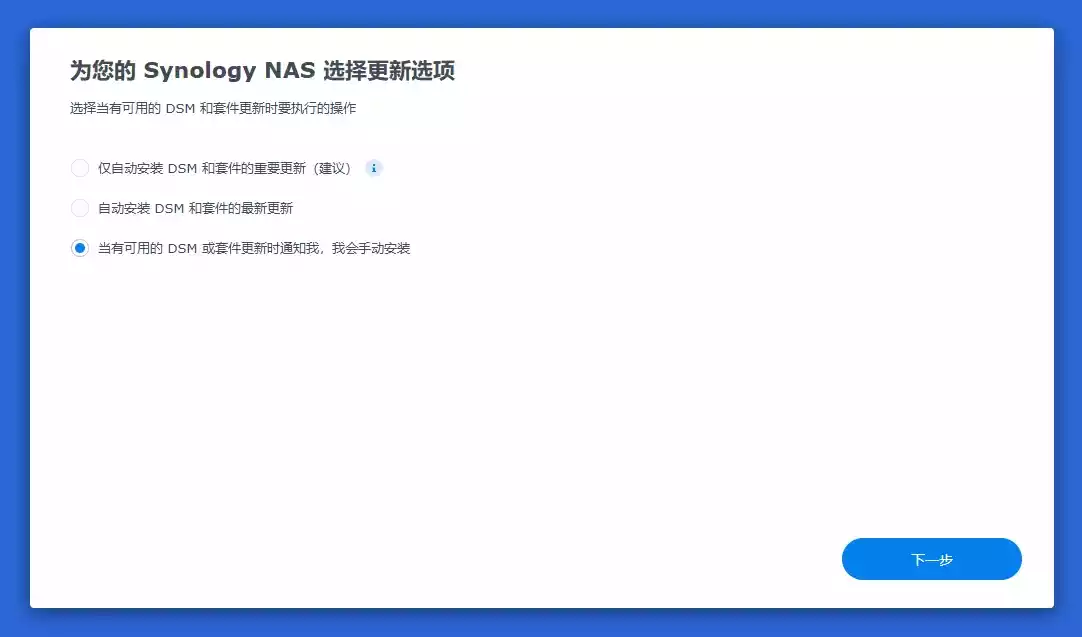 为您的 Synology NAS 选择更新选项
选择当有可用的 DSM 和套件更新时要执行的操作
仅自动安装 DSM 和套件的重要更新（建议） i
自动安装 DSM 和套件的最新更新
当有可用的 DSM 或套件更新时通知我，我会手动安装
下一步